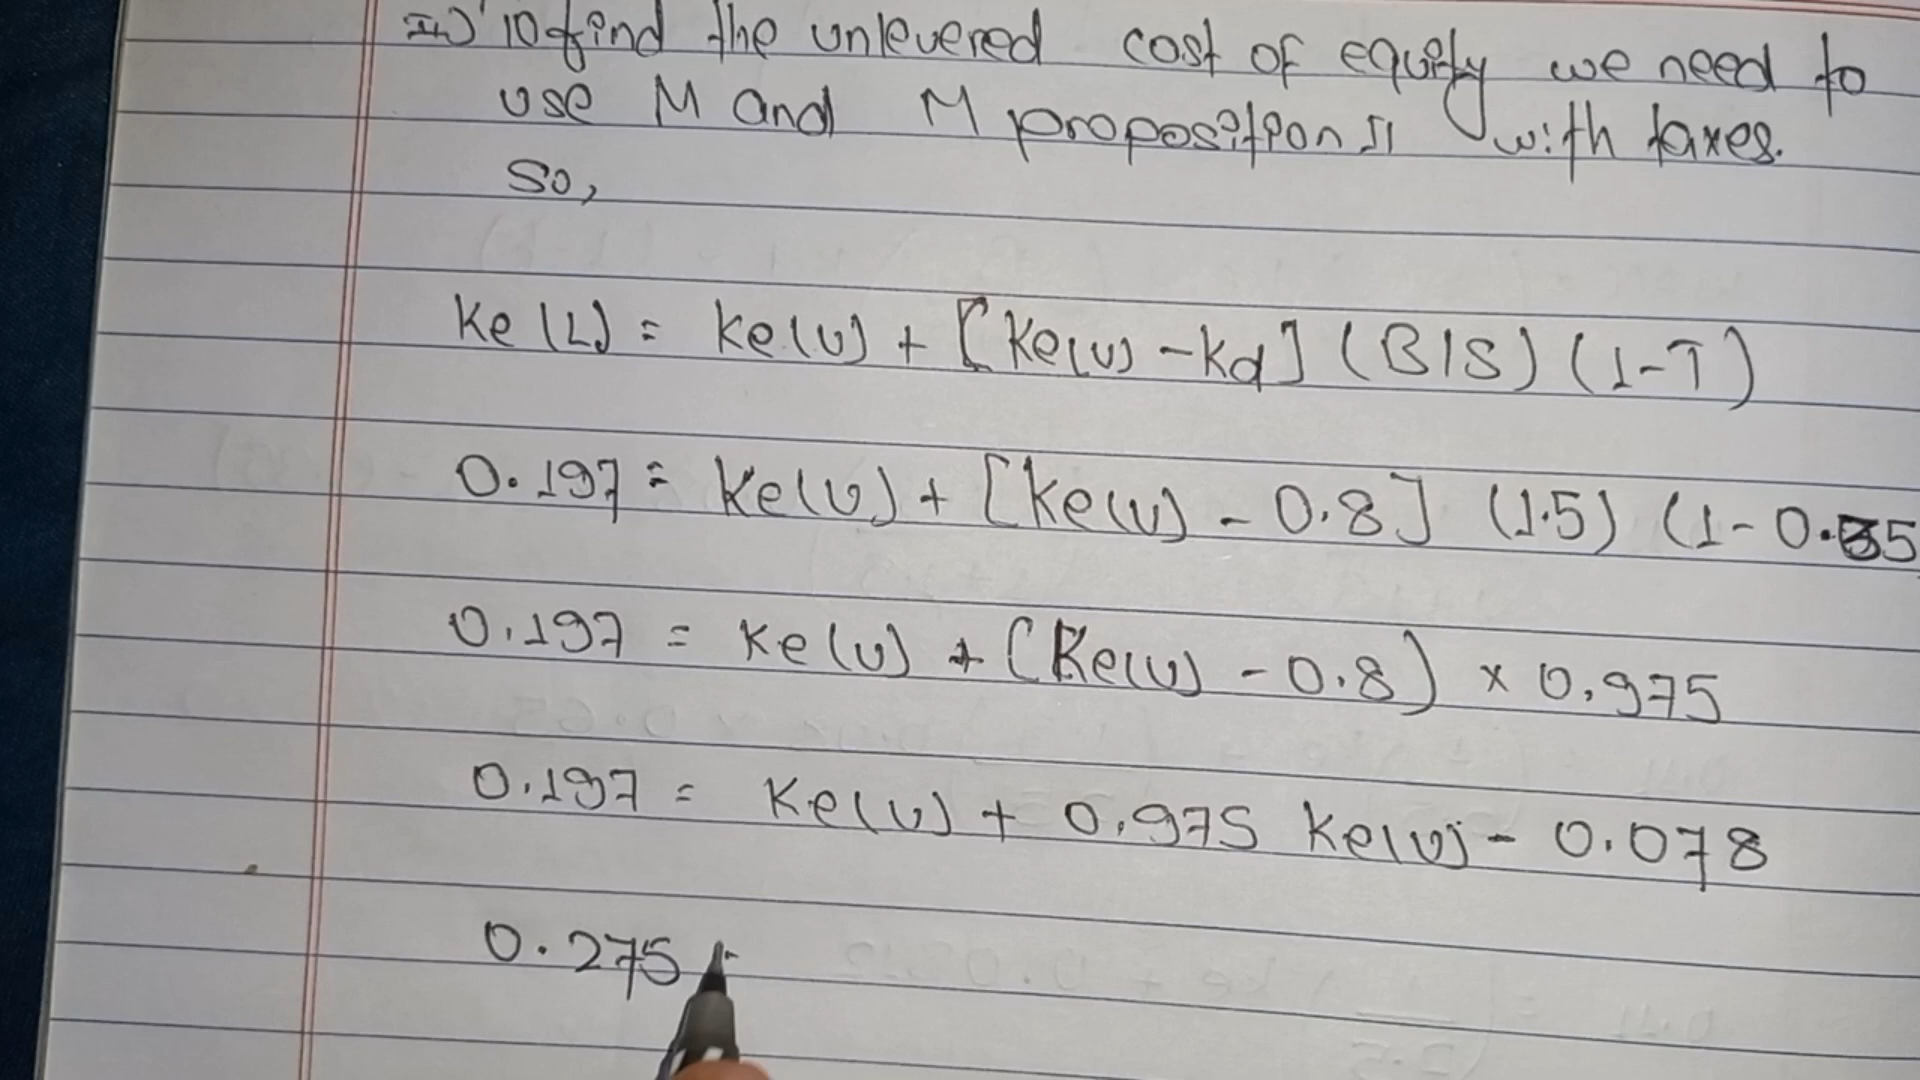 IV) To find the unlevered cost of equity we need to
use M and M proposition II with taxes.
So,
Ke(L) = Ke(U) + [Ke(U) - Kd] (B/S) (1-T)
0.197 = Ke(U) + [Ke(U) - 0.8] (1.5) (1-0.35
0.197 = Ke(U) + (Ke(U) - 0.8) × 0.975
0.197 = Ke(U) + 0.975 Ke(U) - 0.078
0.275 =